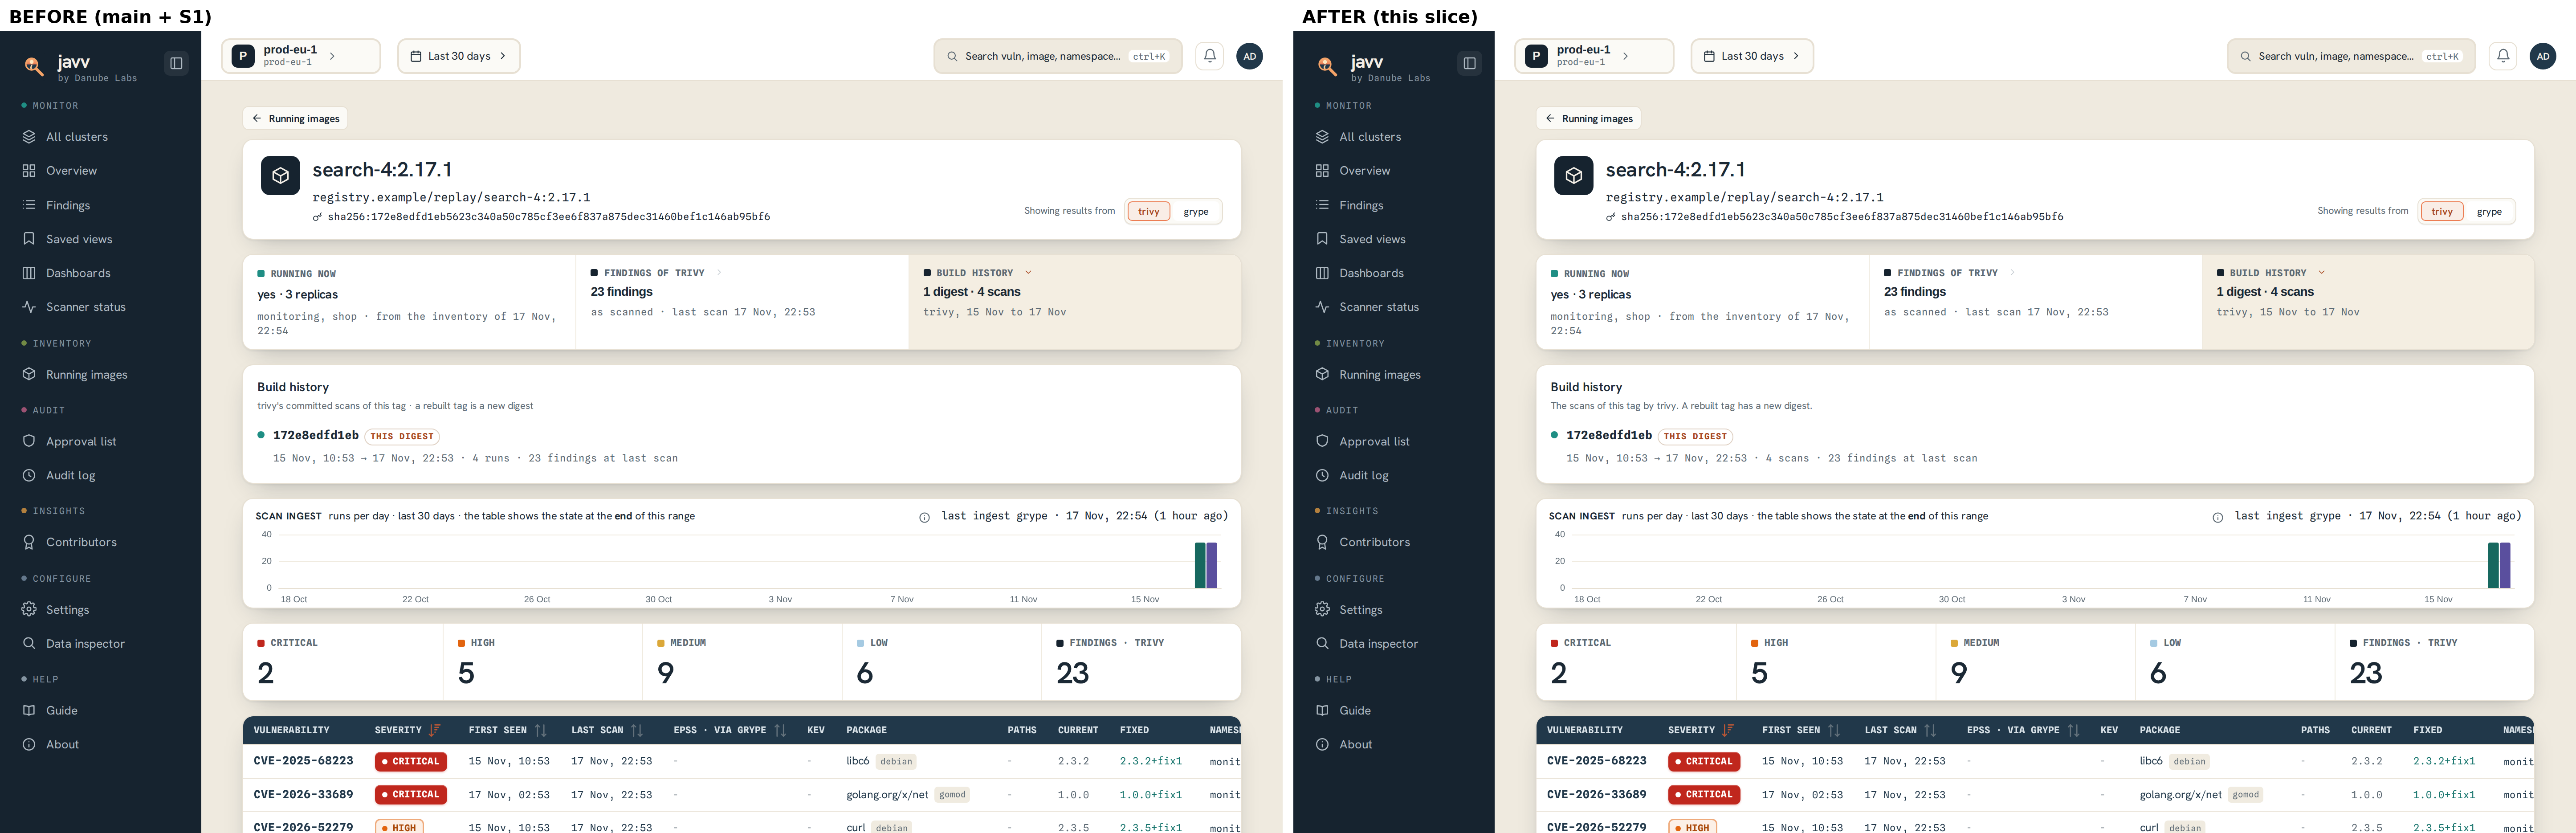 BEFORE (main + S1)
javv
by Danube Labs
MONITOR
All clusters
Overview
Findings
Saved views
Dashboards
Scanner status
INVENTORY
Running images
AUDIT
Approval list
Audit log
INSIGHTS
Contributors
CONFIGURE
Settings
Data inspector
HELP
Guide
About
P
prod-eu-1
prod-eu-1
Last 30 days
Search vuln, image, namespace... ctrl+K
AD
Running images
search-4:2.17.1
registry.example/replay/search-4:2.17.1
sha256:172e8edfd1eb5623c340a50c785cf3ee6f837a875dec31460bef1c146ab95bf6
Showing results from trivy grype
RUNNING NOW
yes · 3 replicas
monitoring, shop · from the inventory of 17 Nov,
22:54
FINDINGS OF TRIVY
23 findings
as scanned · last scan 17 Nov, 22:53
BUILD HISTORY
1 digest · 4 scans
trivy, 15 Nov to 17 Nov
Build history
trivy's committed scans of this tag · a rebuilt tag is a new digest
172e8edfd1eb THIS DIGEST
15 Nov, 10:53 → 17 Nov, 22:53 · 4 runs · 23 findings at last scan
SCAN INGEST runs per day · last 30 days · the table shows the state at the end of this range
last ingest grype · 17 Nov, 22:54 (1 hour ago)
40
20
0
18 Oct 22 Oct 26 Oct 30 Oct 3 Nov 7 Nov 11 Nov 15 Nov
CRITICAL
2
HIGH
5
MEDIUM
9
LOW
6
FINDINGS · TRIVY
23
VULNERABILITY SEVERITY FIRST SEEN LAST SCAN EPSS · VIA GRYPE KEV PACKAGE PATHS CURRENT FIXED NAMES
CVE-2025-68223 CRITICAL 15 Nov, 10:53 17 Nov, 22:53 - - libc6 debian - 2.3.2 2.3.2+fix1 monit
CVE-2026-33689 CRITICAL 17 Nov, 02:53 17 Nov, 22:53 - - golang.org/x/net gomod - 1.0.0 1.0.0+fix1 monit
CVE-2026-52279 HIGH 15 Nov, 10:53 17 Nov, 22:53 - - curl debian - 2.3.5 2.3.5+fix1 monit
AFTER (this slice)
javv
by Danube Labs
MONITOR
All clusters
Overview
Findings
Saved views
Dashboards
Scanner status
INVENTORY
Running images
AUDIT
Approval list
Audit log
INSIGHTS
Contributors
CONFIGURE
Settings
Data inspector
HELP
Guide
About
P
prod-eu-1
prod-eu-1
Last 30 days
Search vuln, image, namespace... ctrl+K
AD
Running images
search-4:2.17.1
registry.example/replay/search-4:2.17.1
sha256:172e8edfd1eb5623c340a50c785cf3ee6f837a875dec31460bef1c146ab95bf6
Showing results from trivy grype
RUNNING NOW
yes · 3 replicas
monitoring, shop · from the inventory of 17 Nov,
22:54
FINDINGS OF TRIVY
23 findings
as scanned · last scan 17 Nov, 22:53
BUILD HISTORY
1 digest · 4 scans
trivy, 15 Nov to 17 Nov
Build history
The scans of this tag by trivy. A rebuilt tag has a new digest.
172e8edfd1eb THIS DIGEST
15 Nov, 10:53 → 17 Nov, 22:53 · 4 scans · 23 findings at last scan
SCAN INGEST runs per day · last 30 days · the table shows the state at the end of this range
last ingest grype · 17 Nov, 22:54 (1 hour ago)
40
20
0
18 Oct 22 Oct 26 Oct 30 Oct 3 Nov 7 Nov 11 Nov 15 Nov
CRITICAL
2
HIGH
5
MEDIUM
9
LOW
6
FINDINGS · TRIVY
23
VULNERABILITY SEVERITY FIRST SEEN LAST SCAN EPSS · VIA GRYPE KEV PACKAGE PATHS CURRENT FIXED NAMES
CVE-2025-68223 CRITICAL 15 Nov, 10:53 17 Nov, 22:53 - - libc6 debian - 2.3.2 2.3.2+fix1 monit
CVE-2026-33689 CRITICAL 17 Nov, 02:53 17 Nov, 22:53 - - golang.org/x/net gomod - 1.0.0 1.0.0+fix1 monit
CVE-2026-52279 HIGH 15 Nov, 10:53 17 Nov, 22:53 - - curl debian - 2.3.5 2.3.5+fix1 monit